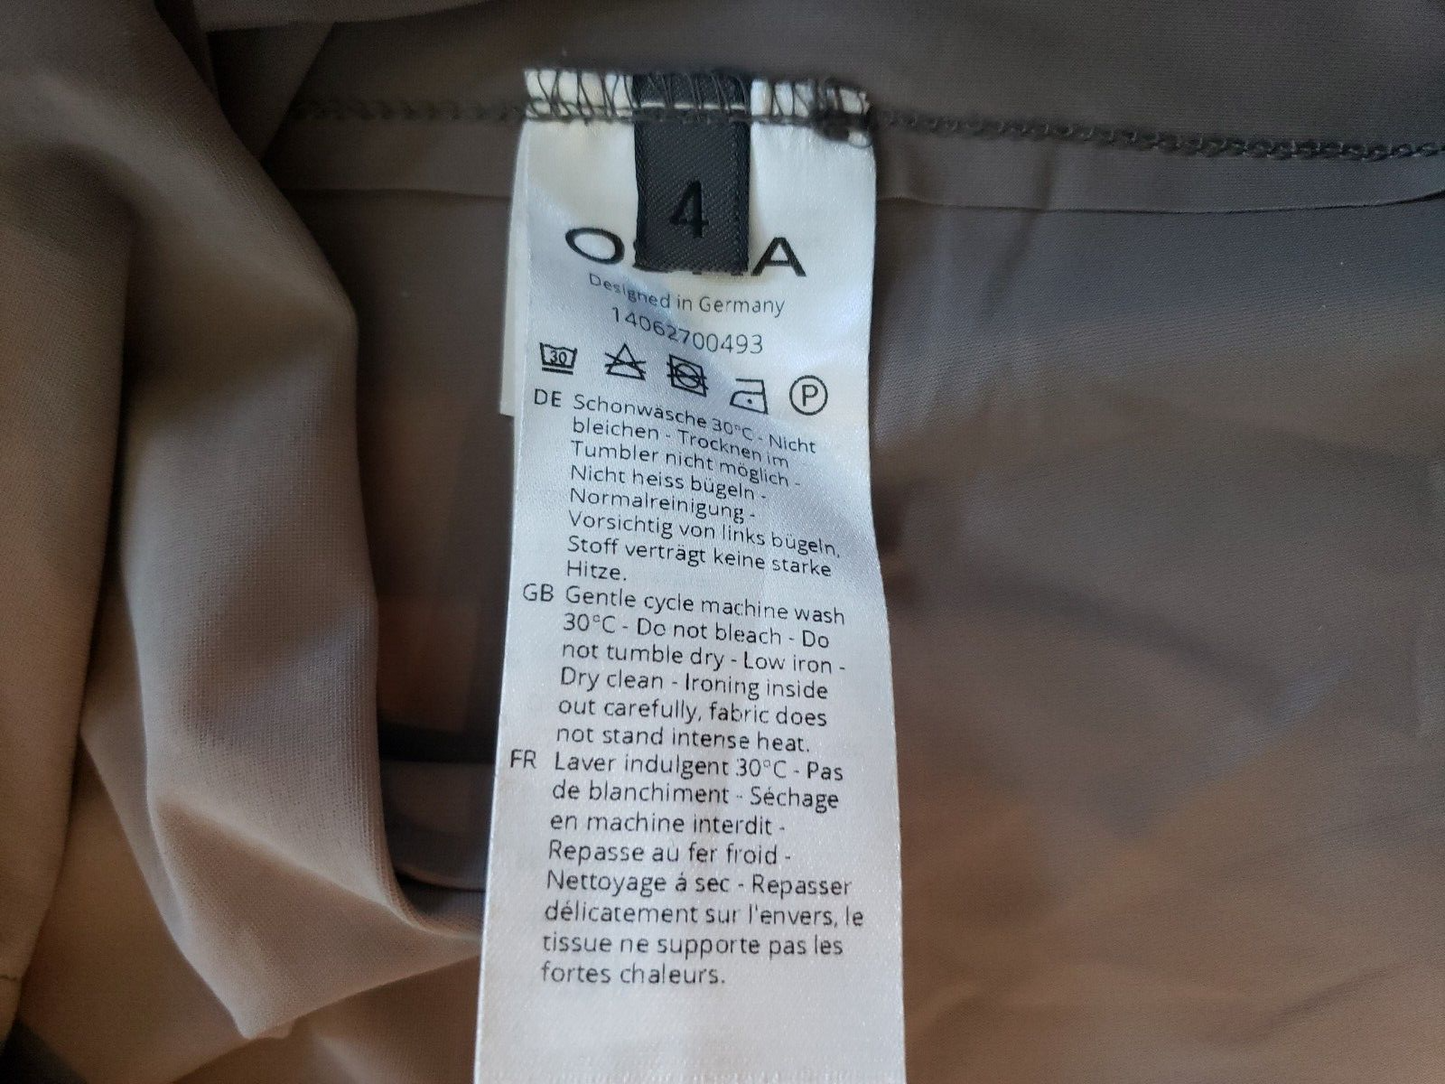 4
Designed in Germany
14062700493
30 P
DE Schonwäsche 30°C - Nicht
bleichen - Trocknen im
Tumbler nicht möglich -
Nicht heiss bügeln -
Normalreinigung -
Vorsichtig von links bügeln.
Stoff verträgt keine starke
Hitze.
GB Gentle cycle machine wash
30°C - Do not bleach - Do
not tumble dry - Low iron -
Dry clean - Ironing inside
out carefully, fabric does
not stand intense heat.
FR Laver indulgent 30°C - Pas
de blanchiment - Séchage
en machine interdit -
Repasse au fer froid -
Nettoyage á sec - Repasser
délicatement sur l'envers, le
tissue ne supporte pas les
fortes chaleurs.